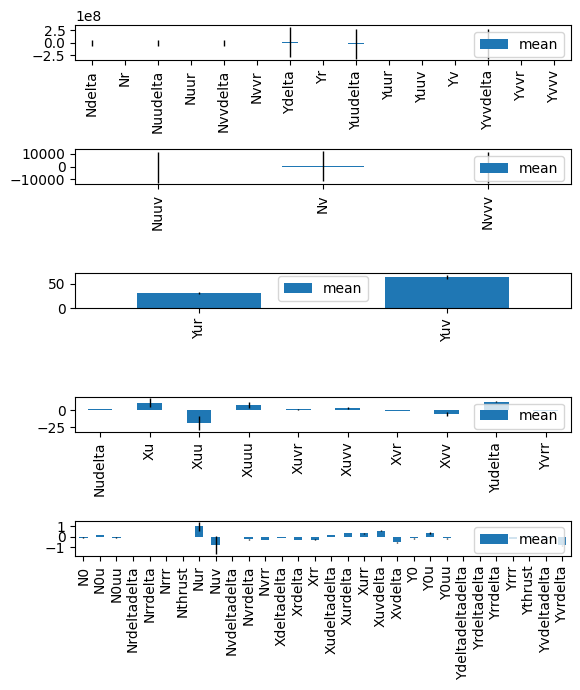 1e8
2.5
0.0
−2.5
mean
Ndelta Nr Nuudelta Nuur Nvvdelta Nvvr Ydelta Yr Yuudelta Yuur Yuuv Yv Yvvdelta Yvvr Yvvv
10000
0
−10000
mean
Nuuv Nv Nvvv
50
0
mean
Xur Yuv
0
−25
mean
Nudelta Xu Xuu Xuuu Xuvr Xuvv Xvr Xvv Yudelta Yvrr
1
0
−1
mean
N0 N0u N0uu Nrdeltadelta Nrrdelta Nrrr Nthrust Nur Nuv Nvdeltadelta Nvrdelta Nvrr Xdeltadelta Xrdelta Xrr Xudeltadelta Xurdelta Xurr Xuvdelta Xvdelta Y0 Y0u Y0uu Ydeltadeltadelta Yrdeltadelta Yrrdelta Yrrr Ythrust Yvdeltadelta Yvrdelta